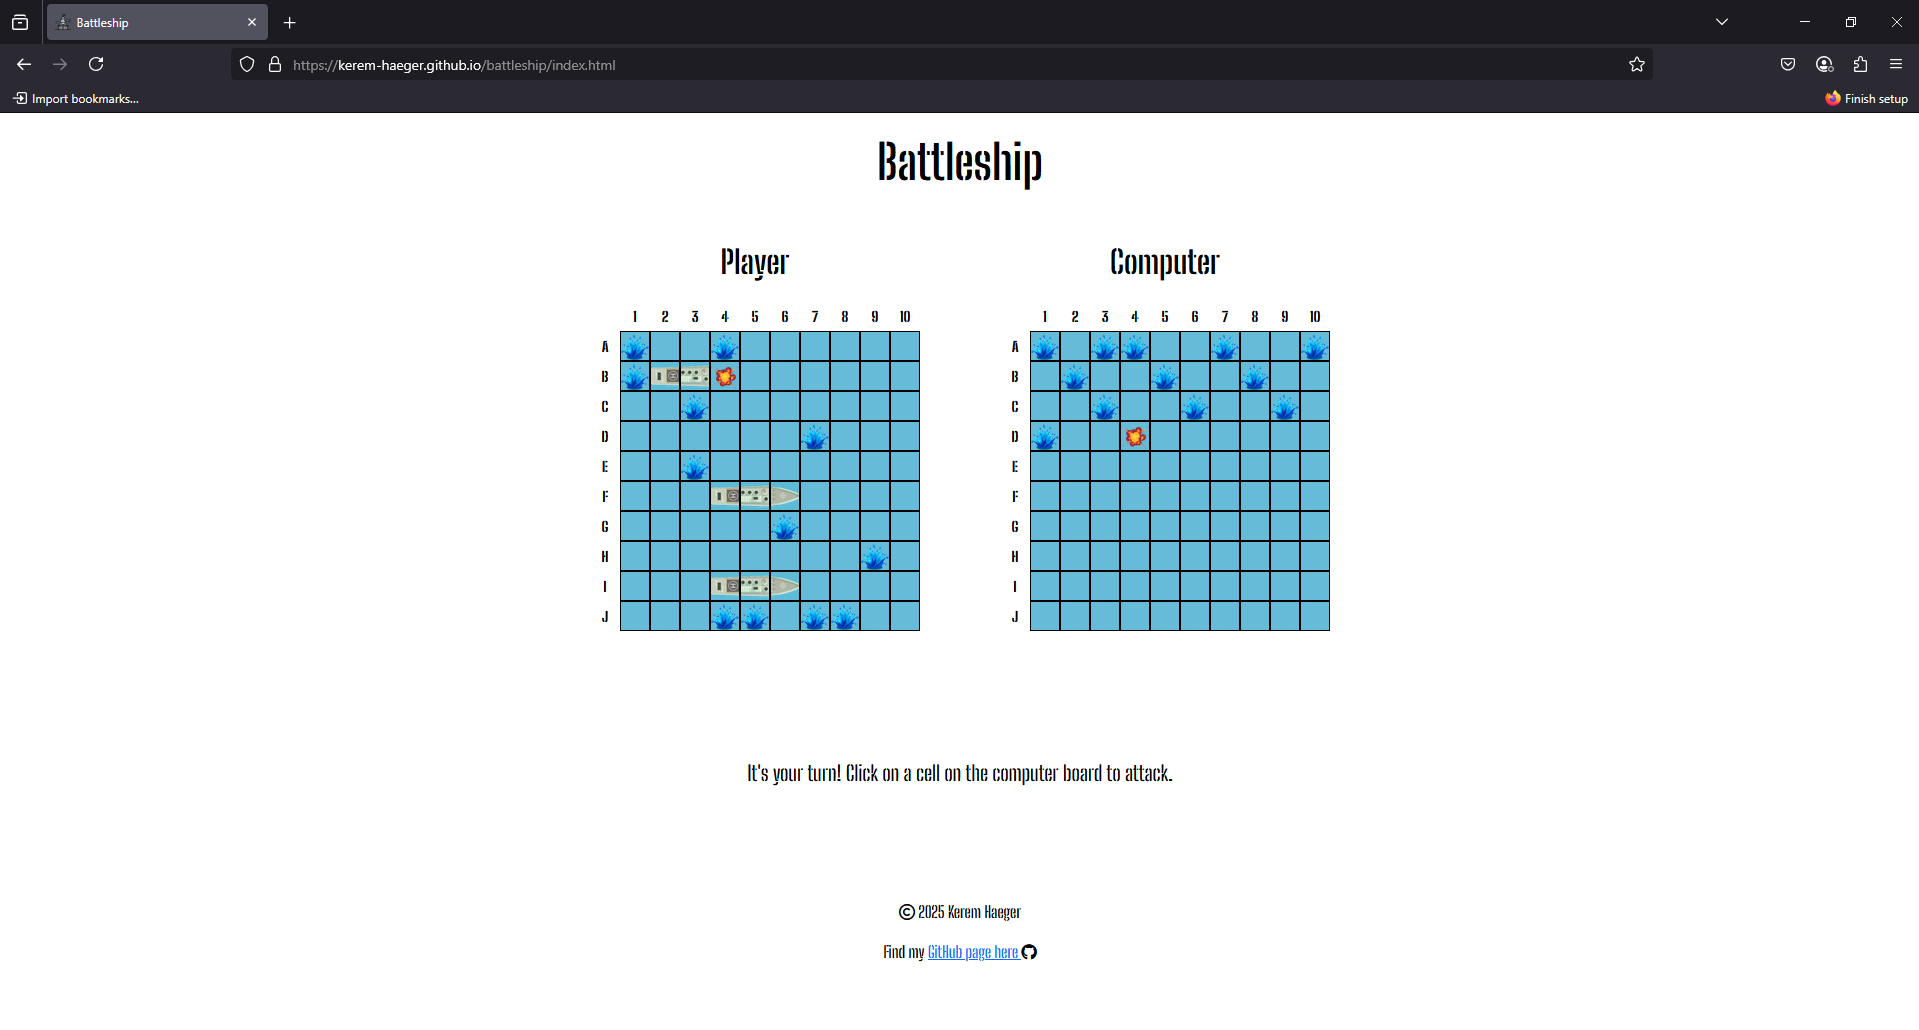 Battleship
https://kerem-haeger.github.io/battleship/index.html
Import bookmarks...
Finish setup
Battleship
Player
Computer
1 2 3 4 5 6 7 8 9 10
1 2 3 4 5 6 7 8 9 10
A A
B B
C C
D D
E E
F F
G G
H H
I I
J J
It's your turn! Click on a cell on the computer board to attack.
© 2025 Kerem Haeger
Find my GitHub page here